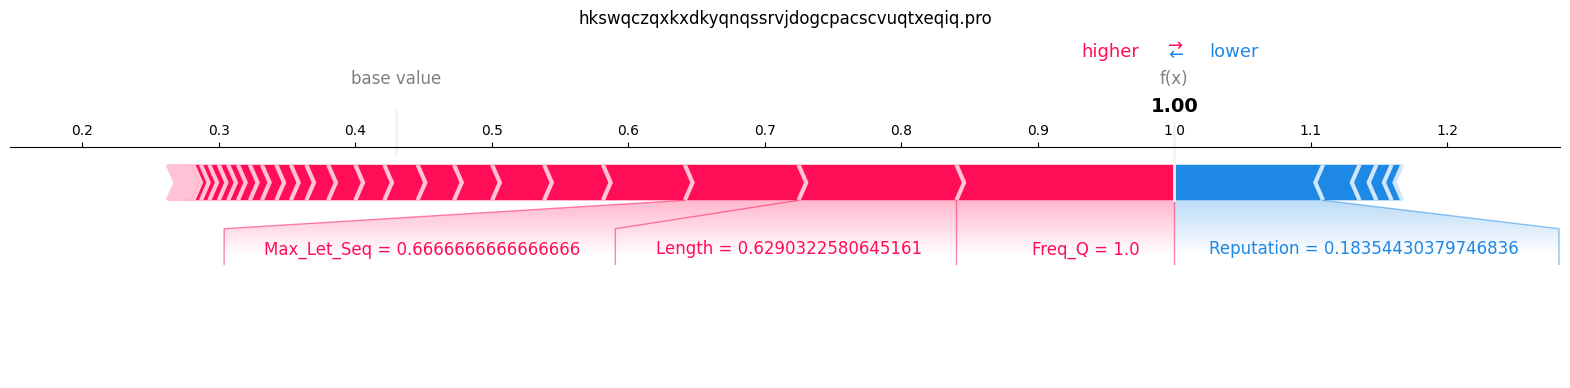 hkswqczqxkxdkyqnqssrvjdogcpacscvuqtxeqiq.pro
higher ⇄ lower
base value f(x)
1.00
0.2 0.3 0.4 0.5 0.6 0.7 0.8 0.9 1.0 1.1 1.2
Max_Let_Seq = 0.6666666666666666 Length = 0.6290322580645161 Freq_Q = 1.0 Reputation = 0.18354430379746836